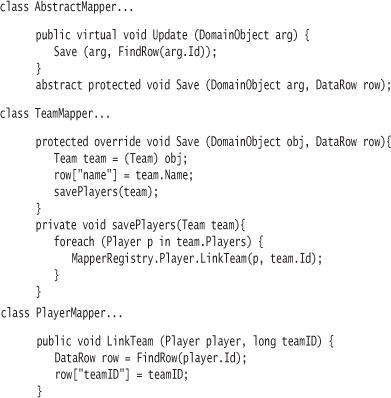 class AbstractMapper...
public virtual void Update (DomainObject arg) {
Save (arg, FindRow(arg.Id));
}
abstract protected void Save (DomainObject arg, DataRow row);
class TeamMapper...
protected override void Save (DomainObject obj, DataRow row){
Team team = (Team) obj;
row["name"] = team.Name;
savePlayers(team);
}
private void savePlayers(Team team){
foreach (Player p in team.Players) {
MapperRegistry.Player.LinkTeam(p, team.Id);
}
}
class PlayerMapper...
public void LinkTeam (Player player, long teamID) {
DataRow row = FindRow(player.Id);
row["teamID"] = teamID;
}